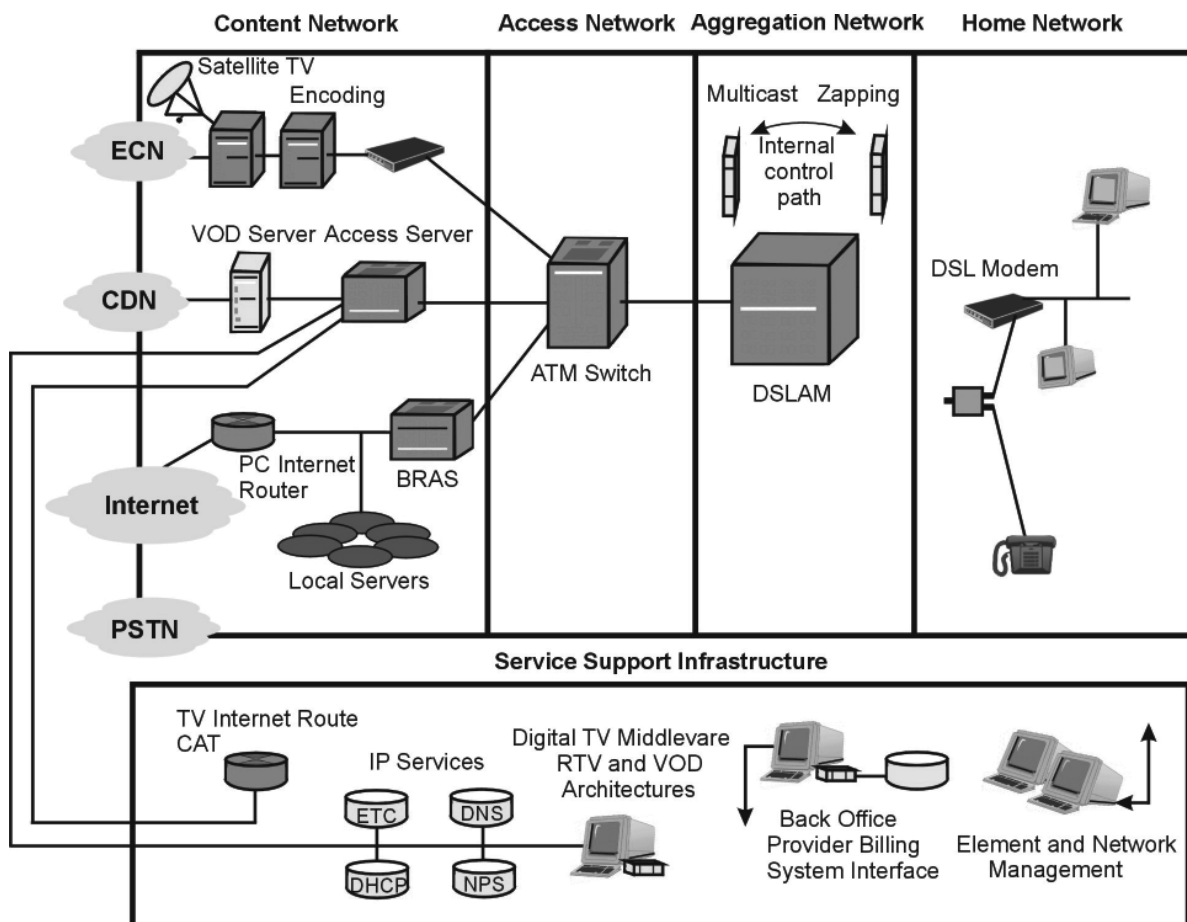 Content Network
Access Network
Aggregation Network
Home Network
Satellite TV
Encoding
Multicast
Zapping
Internal
control
path
ECN
VOD Server
Access Server
CDN
DSL Modem
ATM Switch
DSLAM
PC Internet
Router
BRAS
Internet
Local Servers
PSTN
Service Support Infrastructure
TV Internet Route
CAT
IP Services
Digital TV Middlevare
RTV and VOD
Architectures
ETC
DNS
DHCP
NPS
Back Office
Provider Billing
System Interface
Element and Network
Management